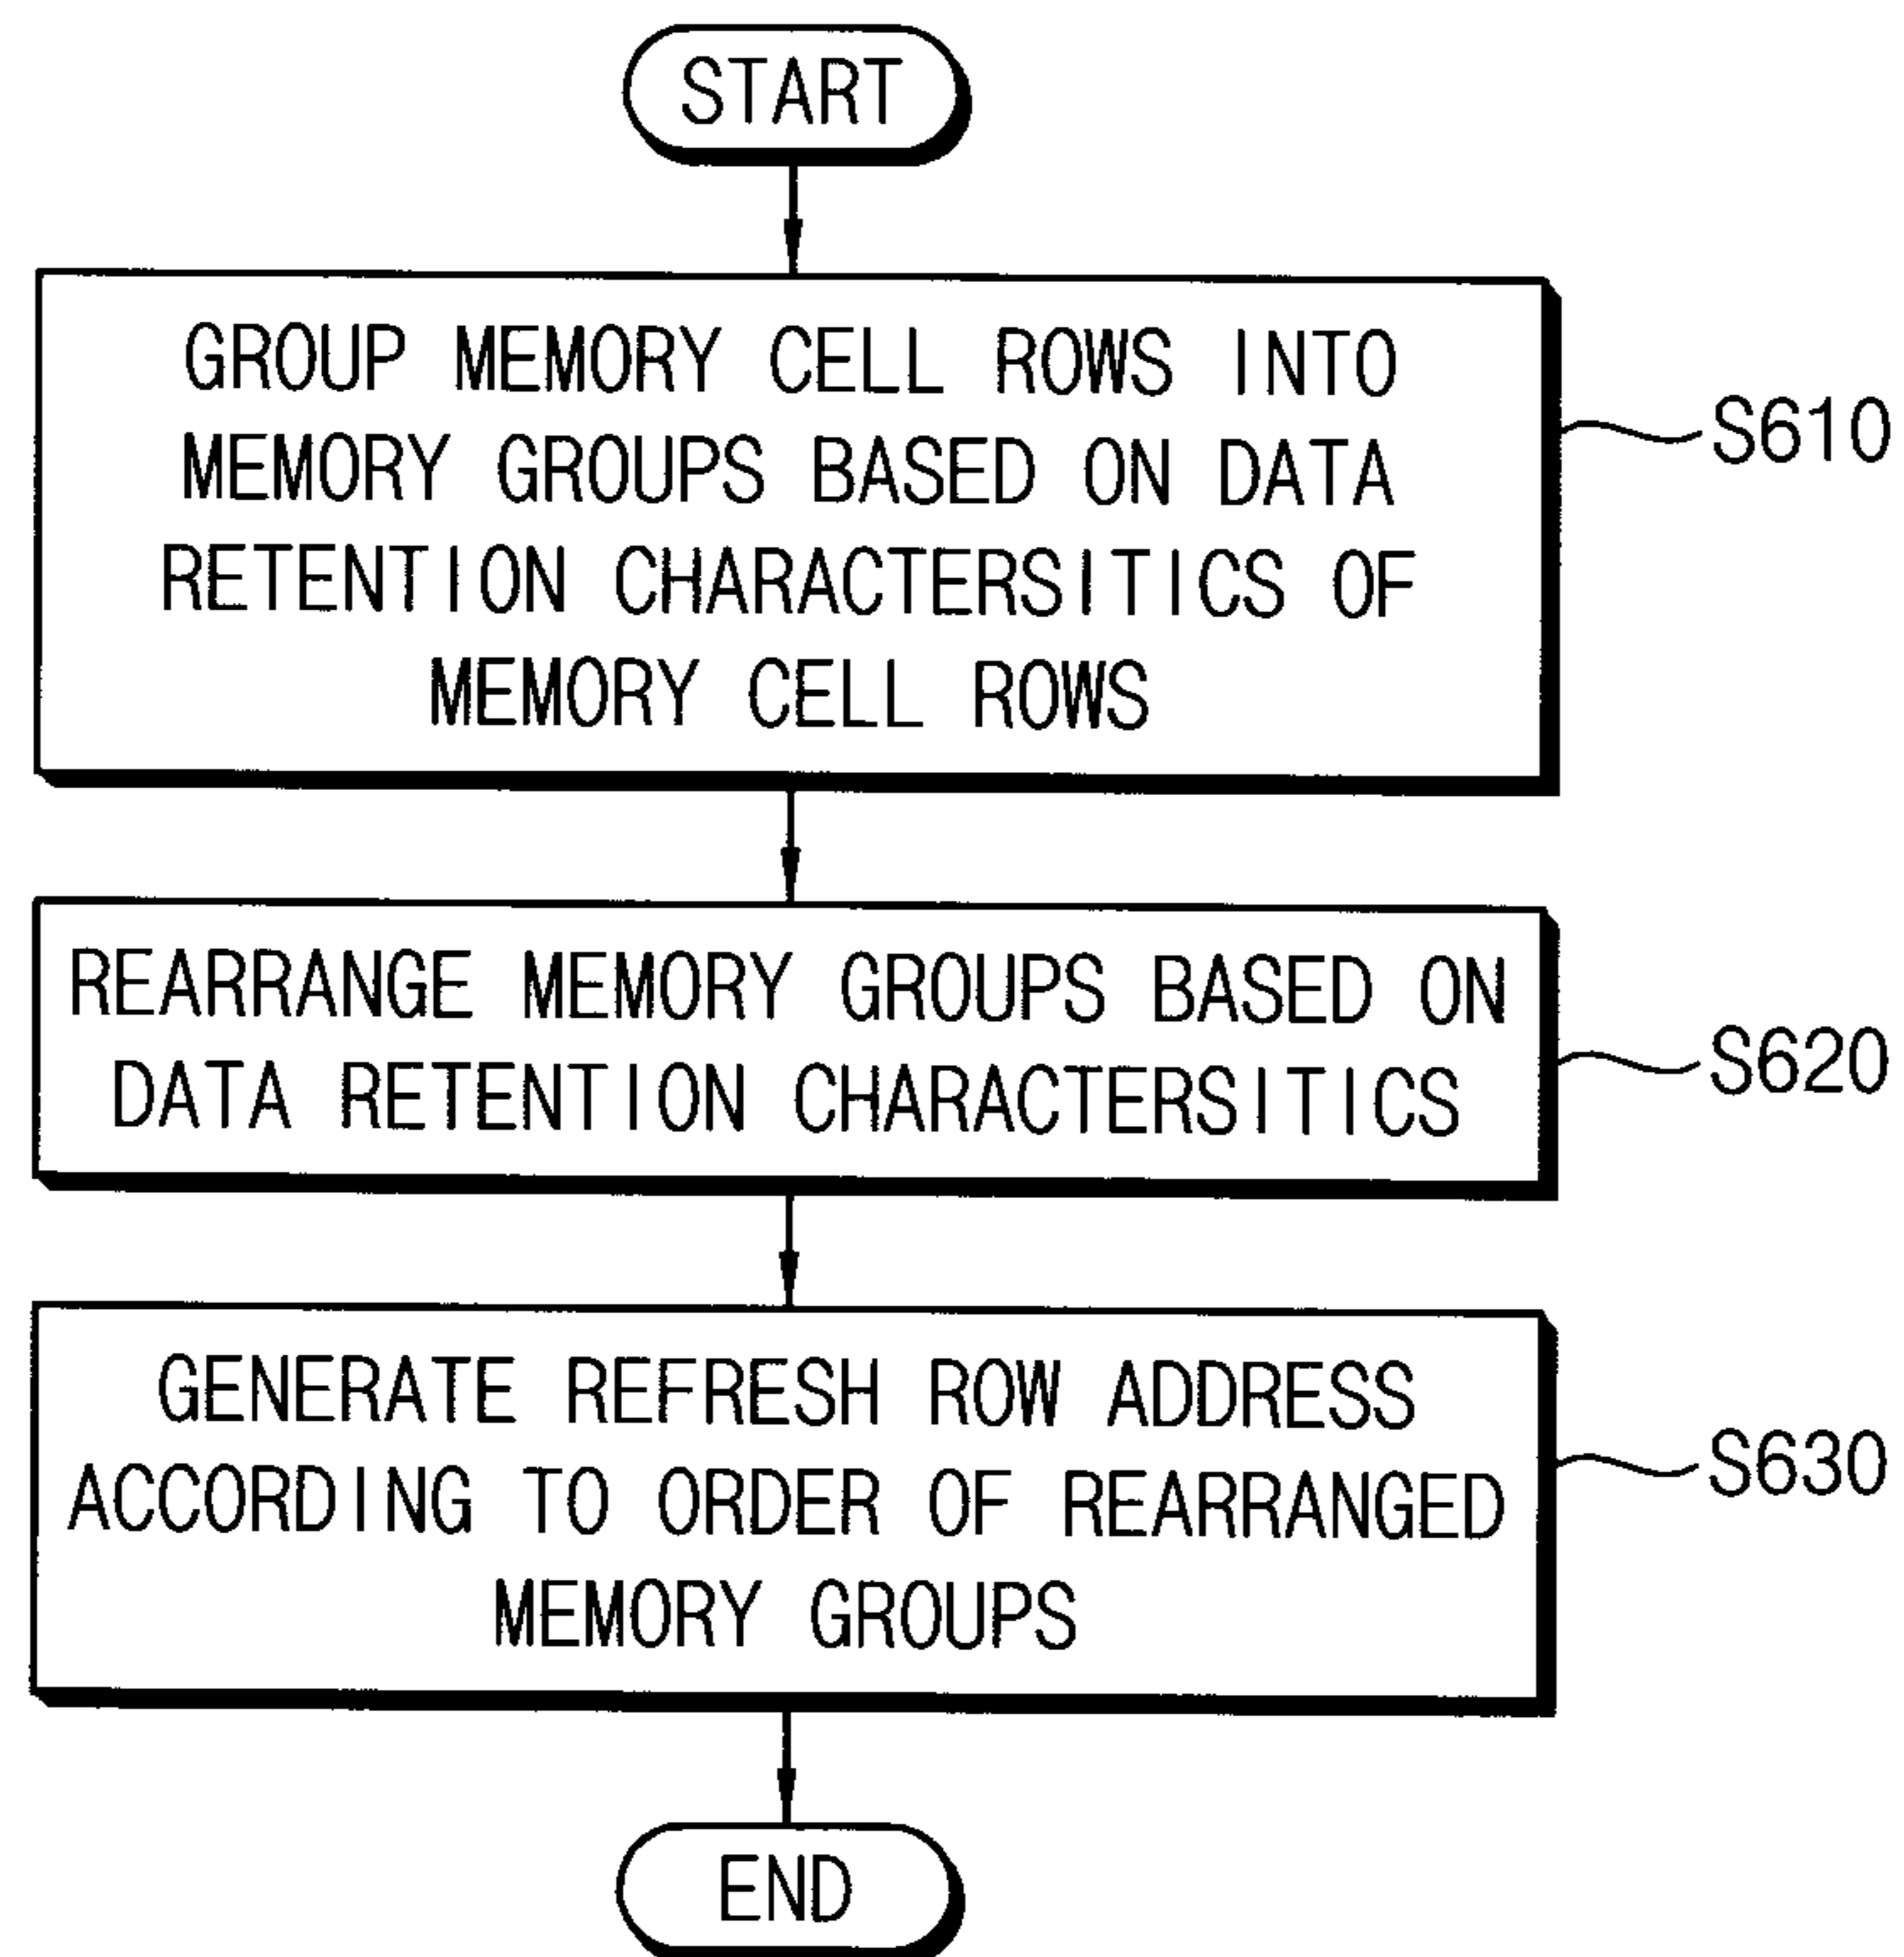 START
GROUP MEMORY CELL ROWS INTO
MEMORY GROUPS BASED ON DATA
RETENTION CHARACTERSITICS OF
MEMORY CELL ROWS
S610
REARRANGE MEMORY GROUPS BASED ON
DATA RETENTION CHARACTERSITICS
S620
GENERATE REFRESH ROW ADDRESS
ACCORDING TO ORDER OF REARRANGED
MEMORY GROUPS
S630
END